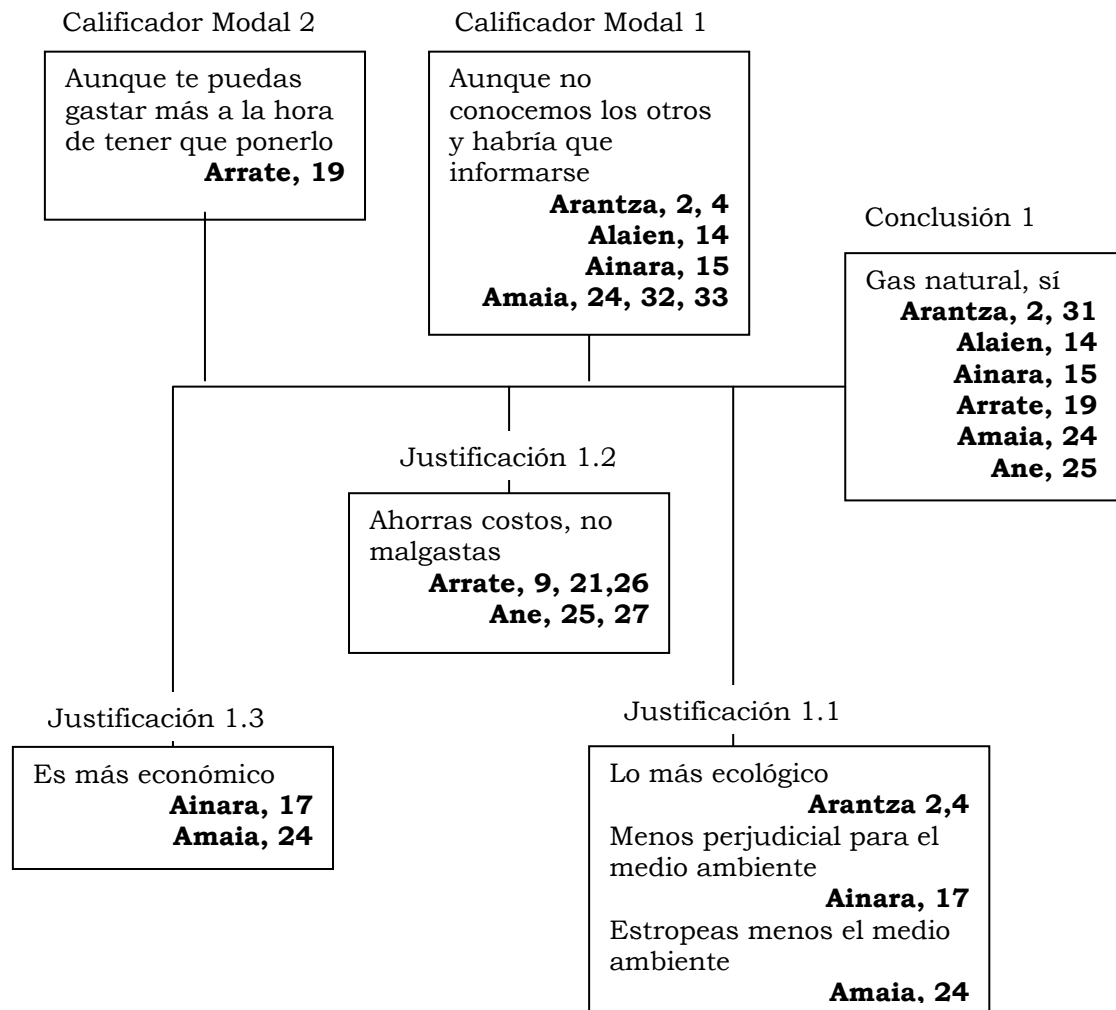 Calificador Modal 2
Aunque te puedas
gastar más a la hora
de tener que ponerlo
Arrate, 19
Calificador Modal 1
Aunque no
conocemos los otros
y habría que
informarse
Arantza, 2, 4
Alaien, 14
Ainara, 15
Amaia, 24, 32, 33
Conclusión 1
Gas natural, sí
Arantza, 2, 31
Alaien, 14
Ainara, 15
Arrate, 19
Amaia, 24
Ane, 25
Justificación 1.2
Ahorras costos, no
malgastas
Arrate, 9, 21,26
Ane, 25, 27
Justificación 1.3
Es más económico
Ainara, 17
Amaia, 24
Justificación 1.1
Lo más ecológico
Arantza 2,4
Menos perjudicial para el
medio ambiente
Ainara, 17
Estropeas menos el medio
ambiente
Amaia, 24